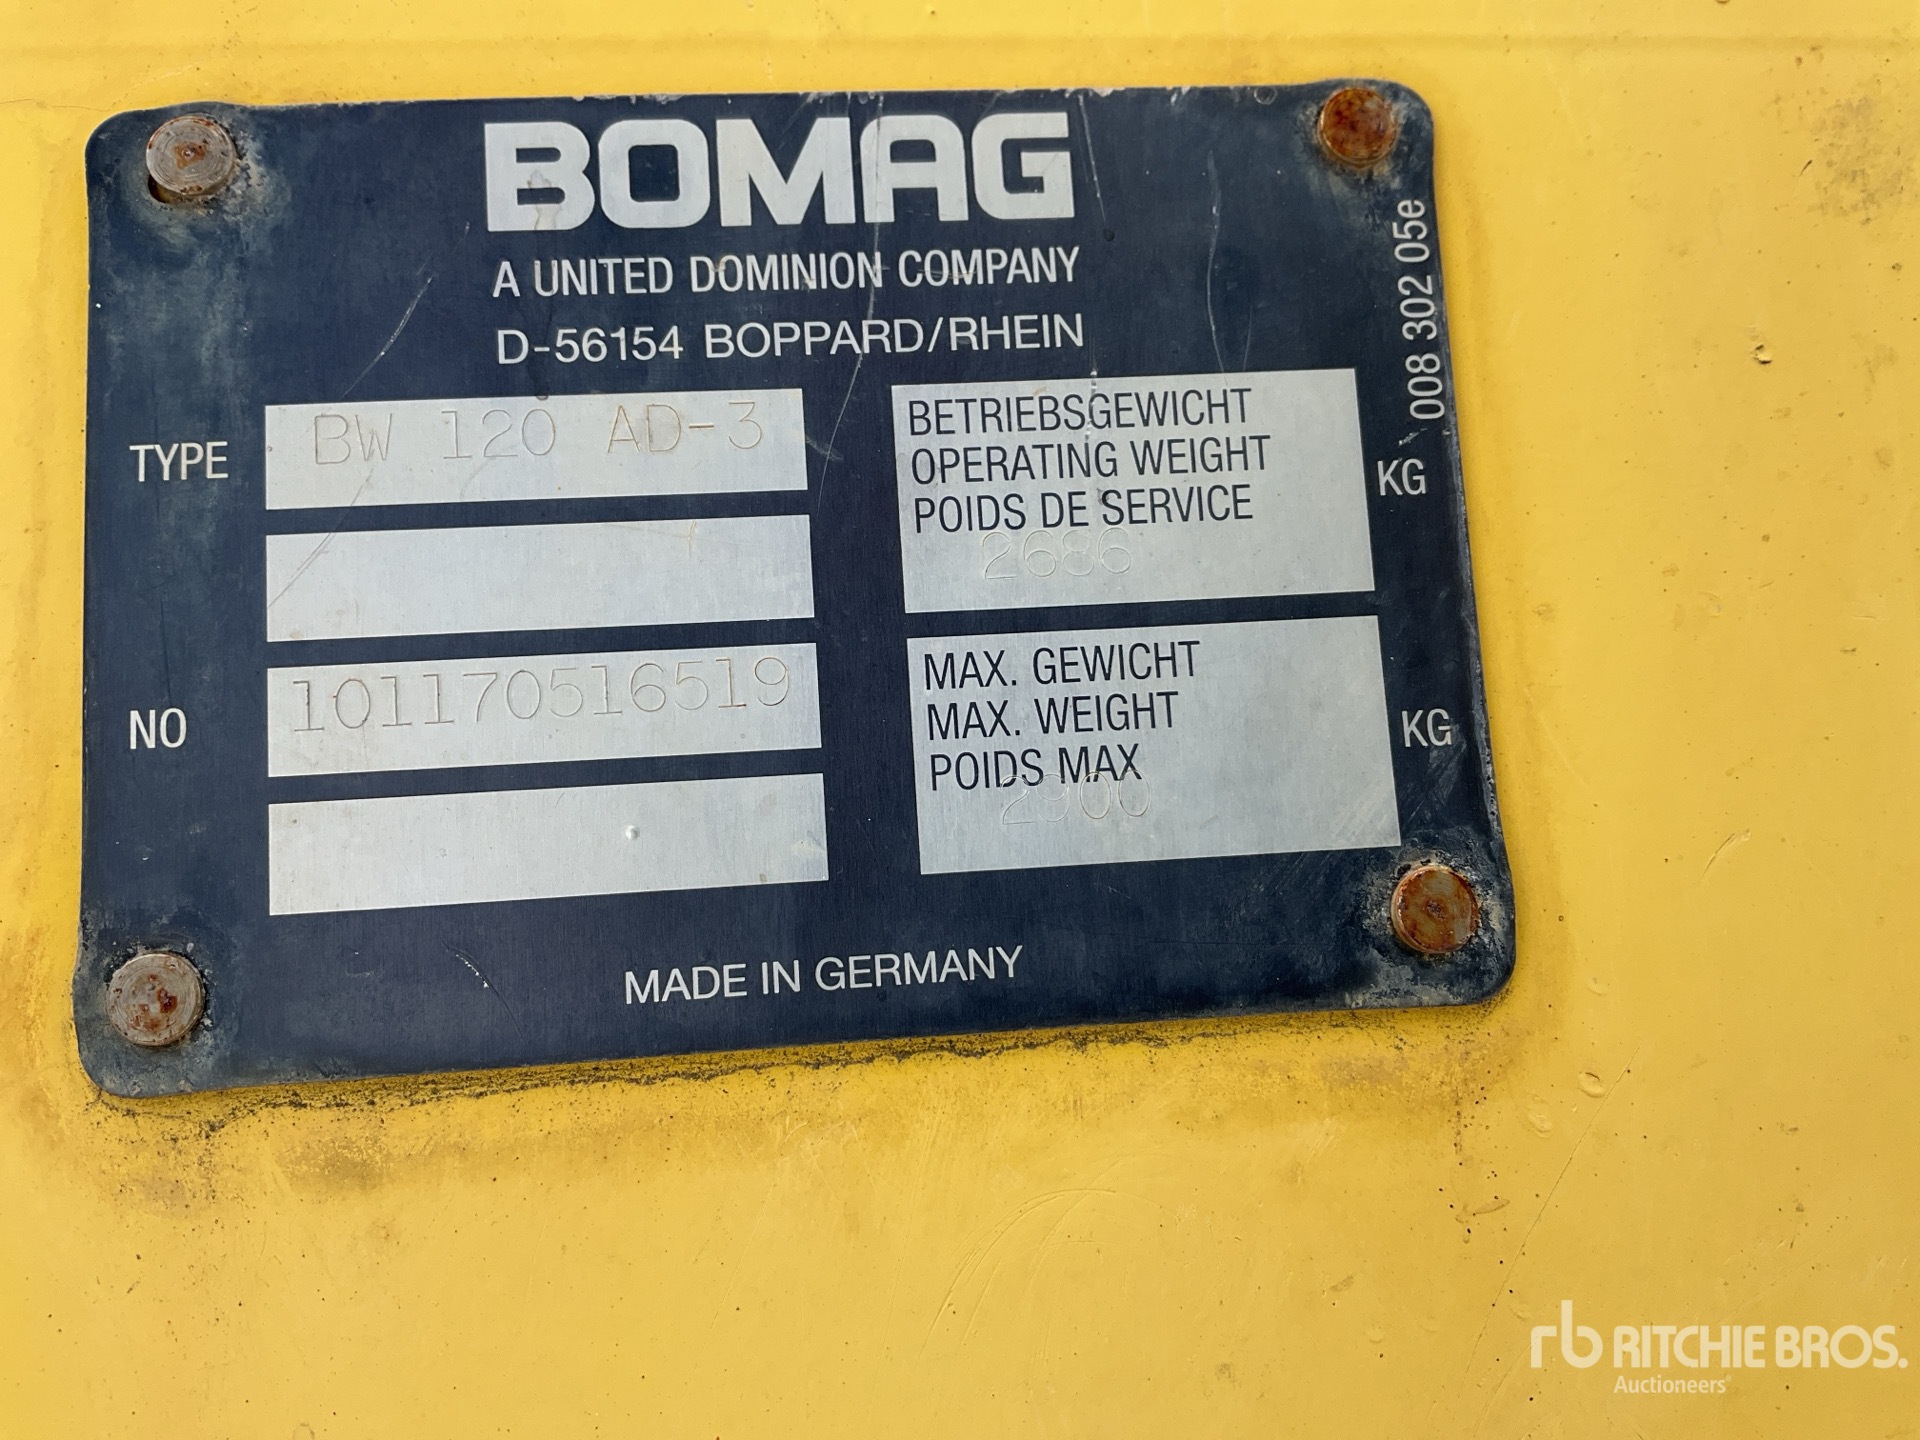 BOMAG
A UNITED DOMINION COMPANY
D-56154 BOPPARD/RHEIN
008 302 05e
TYPE BW 120 AD-3
NO 101170516519
BETRIEBSGEWICHT
OPERATING WEIGHT
POIDS DE SERVICE
2686
KG
MAX. GEWICHT
MAX. WEIGHT
POIDS MAX
2900
KG
MADE IN GERMANY
rb RITCHIE BROS.
Auctioneers